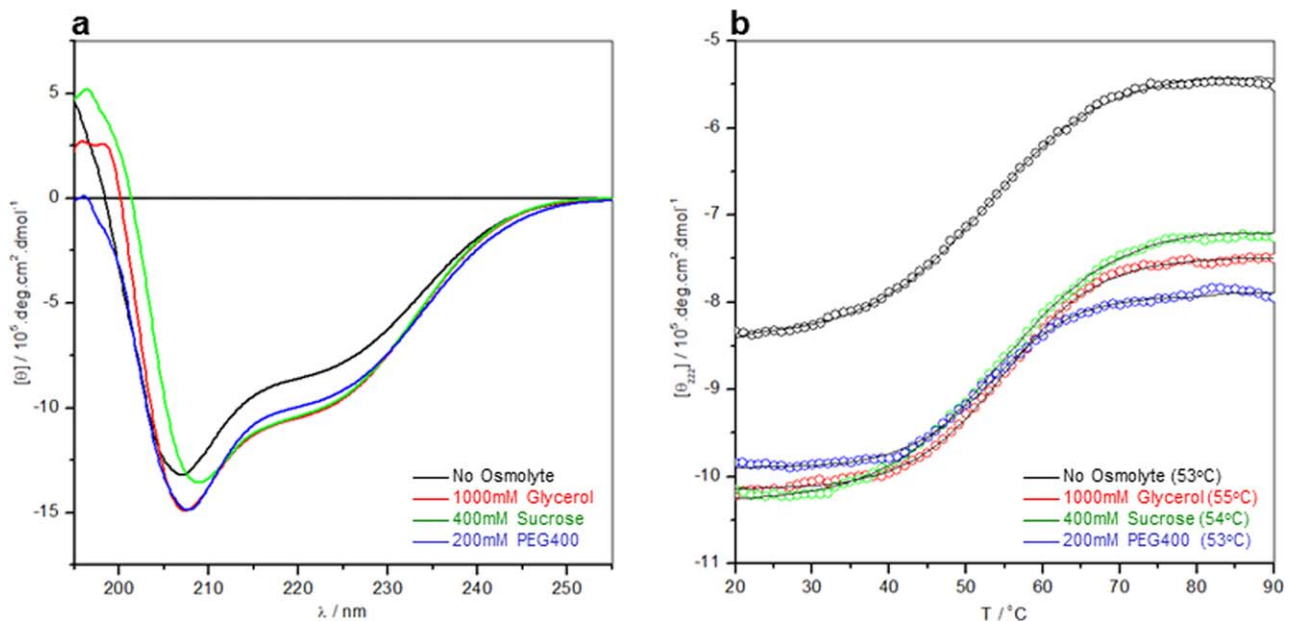 a
5
0
-5
-10
-15
[θ] / 10⁵.deg.cm².dmol⁻¹
200
210
220
230
240
250
λ / nm
No Osmolyte
1000mM Glycerol
400mM Sucrose
200mM PEG400
b
-5
-6
-7
-8
-9
-10
-11
[θ₂₂₂] / 10⁵.deg.cm².dmol⁻¹
20
30
40
50
60
70
80
90
T / °C
No Osmolyte (53°C)
1000mM Glycerol (55°C)
400mM Sucrose (54°C)
200mM PEG400 (53°C)